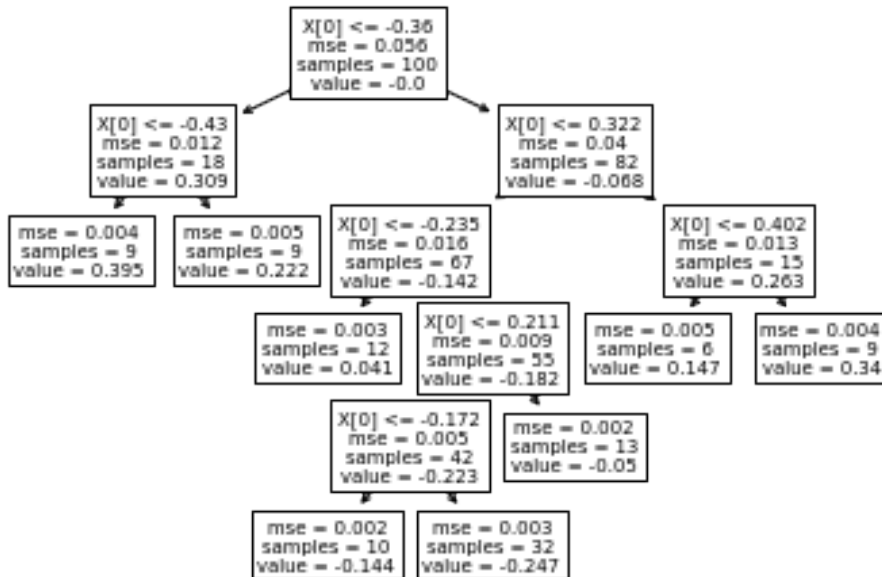 X[0] <= -0.36
mse = 0.056
samples = 100
value = -0.0
X[0] <= -0.43
mse = 0.012
samples = 18
value = 0.309
X[0] <= 0.322
mse = 0.04
samples = 82
value = -0.068
mse = 0.004
samples = 9
value = 0.395
mse = 0.005
samples = 9
value = 0.222
X[0] <= -0.235
mse = 0.016
samples = 67
value = -0.142
X[0] <= 0.402
mse = 0.013
samples = 15
value = 0.263
mse = 0.003
samples = 12
value = 0.041
X[0] <= 0.211
mse = 0.009
samples = 55
value = -0.182
mse = 0.005
samples = 6
value = 0.147
mse = 0.004
samples = 9
value = 0.34
X[0] <= -0.172
mse = 0.005
samples = 42
value = -0.223
mse = 0.002
samples = 13
value = -0.05
mse = 0.002
samples = 10
value = -0.144
mse = 0.003
samples = 32
value = -0.247